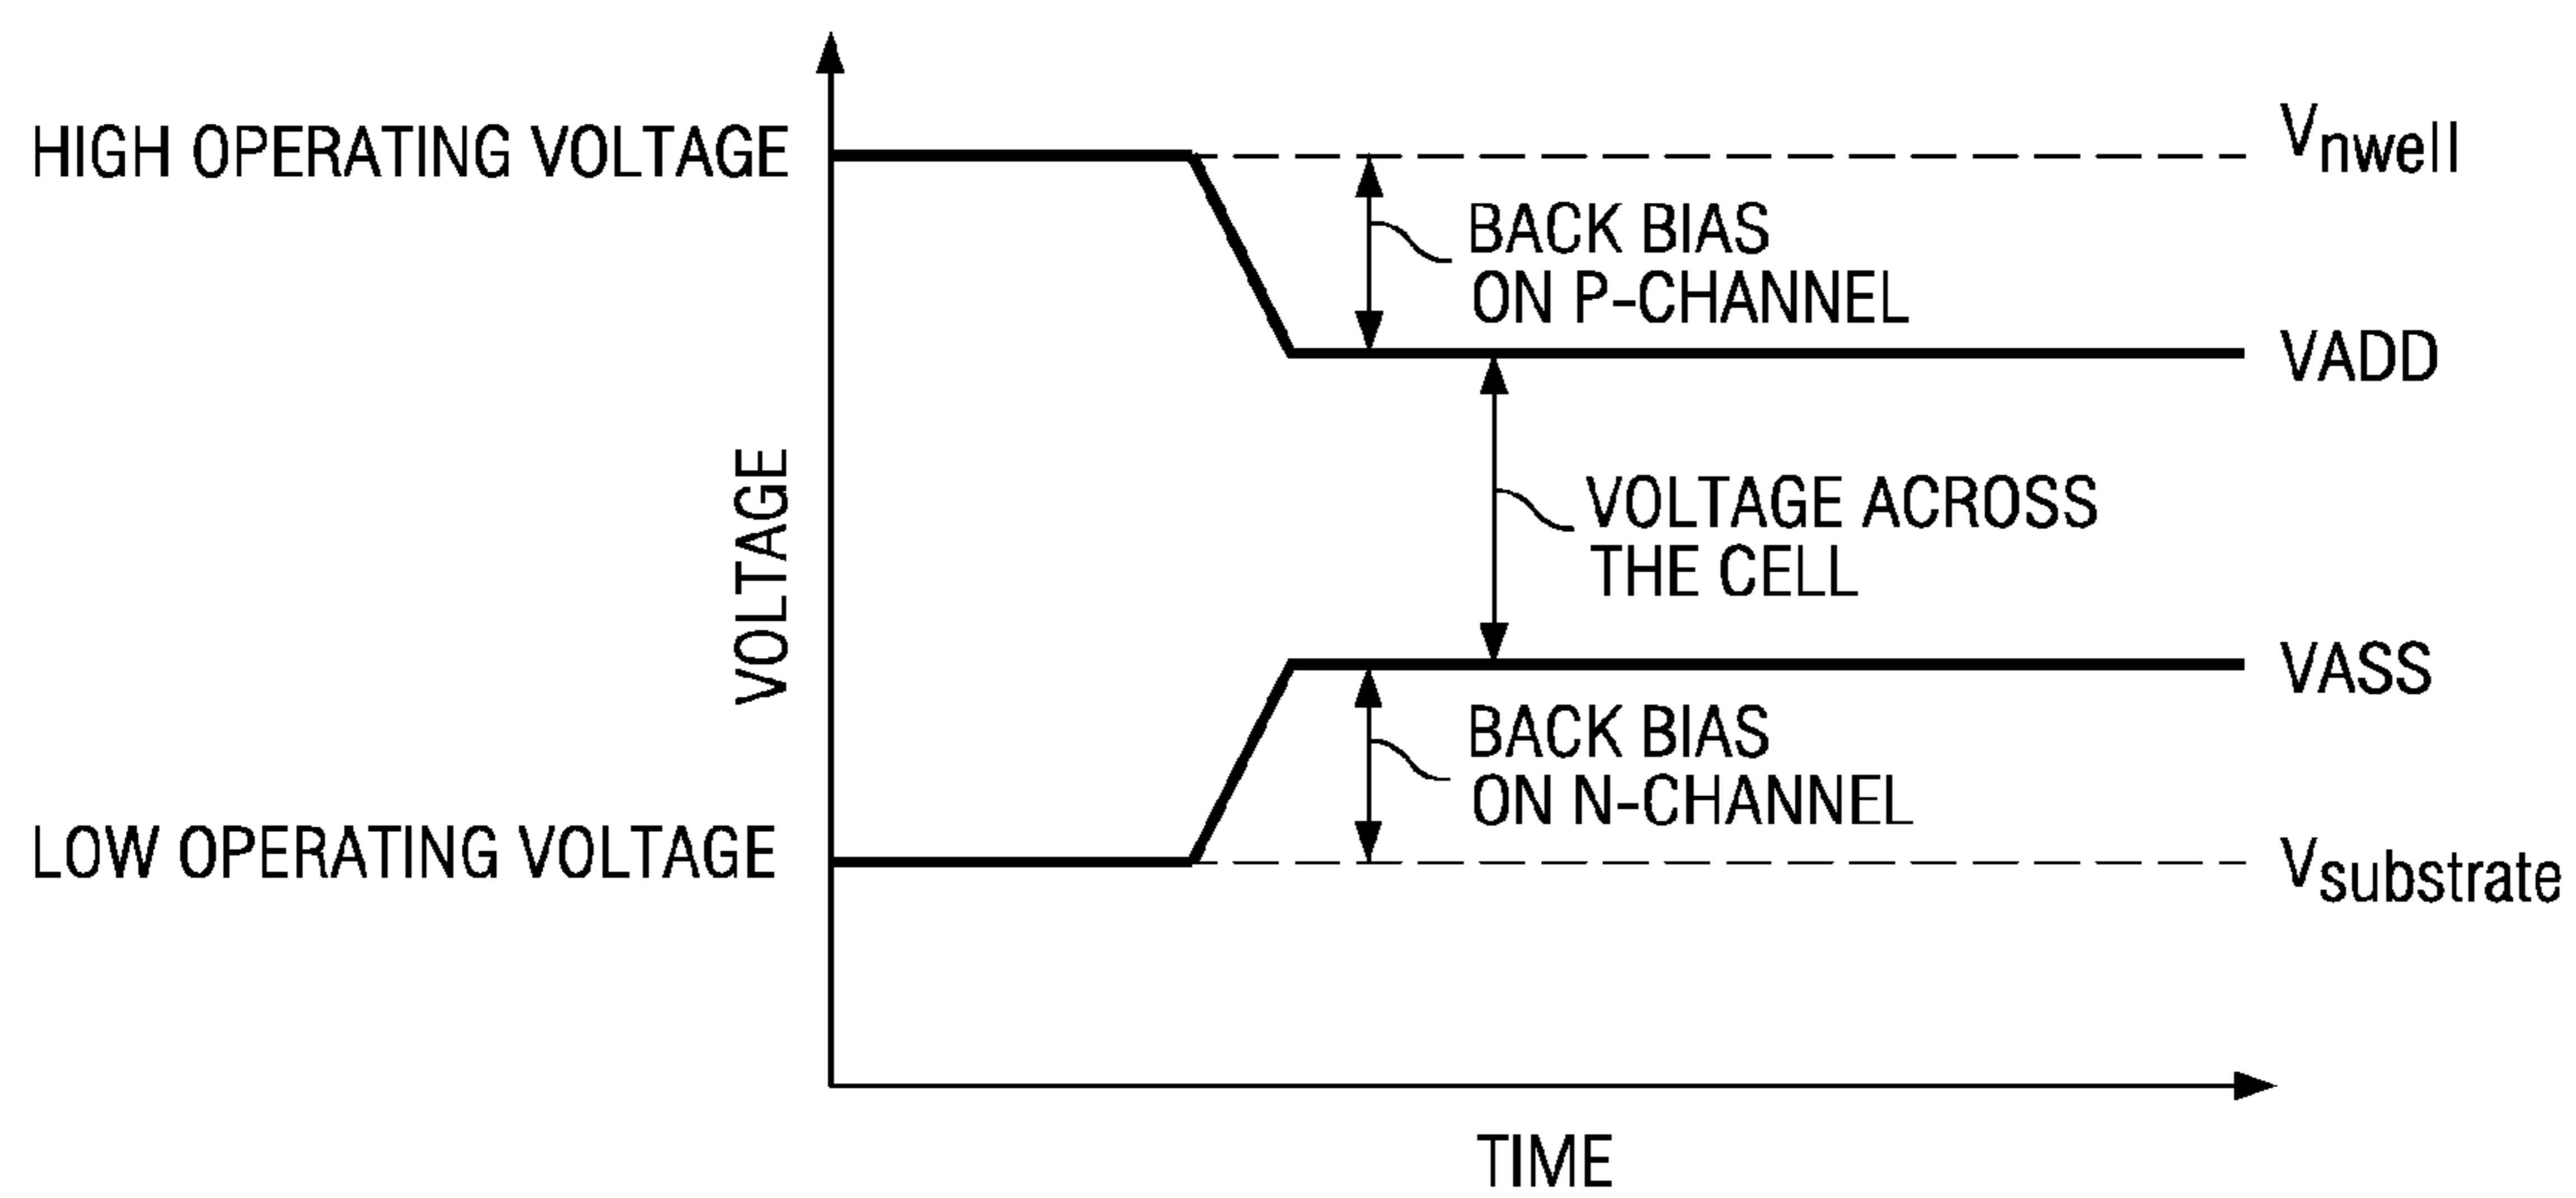 HIGH OPERATING VOLTAGE
Vnwell
BACK BIAS
ON P-CHANNEL
VADD
VOLTAGE
VOLTAGE ACROSS
THE CELL
VASS
BACK BIAS
ON N-CHANNEL
LOW OPERATING VOLTAGE
Vsubstrate
TIME